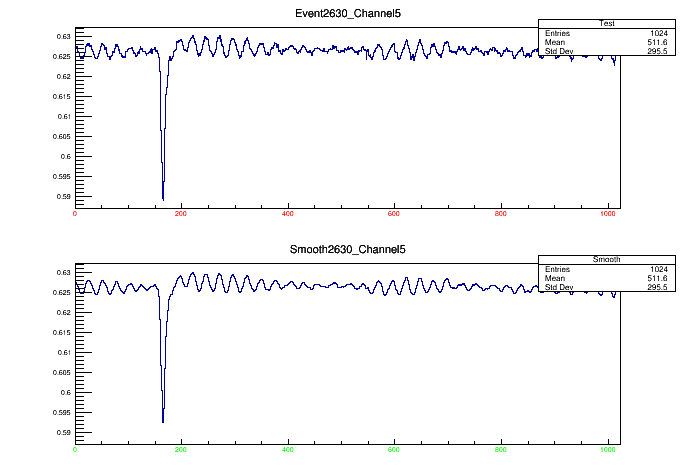 Event2630_Channel5
Test
Entries 1024
Mean 511.6
Std Dev 295.5
0.63
0.625
0.62
0.615
0.61
0.605
0.6
0.595
0.59
0 200 400 600 800 1000
Smooth2630_Channel5
Smooth
Entries 1024
Mean 511.6
Std Dev 295.5
0.63
0.625
0.62
0.615
0.61
0.605
0.6
0.595
0.59
0 200 400 600 800 1000